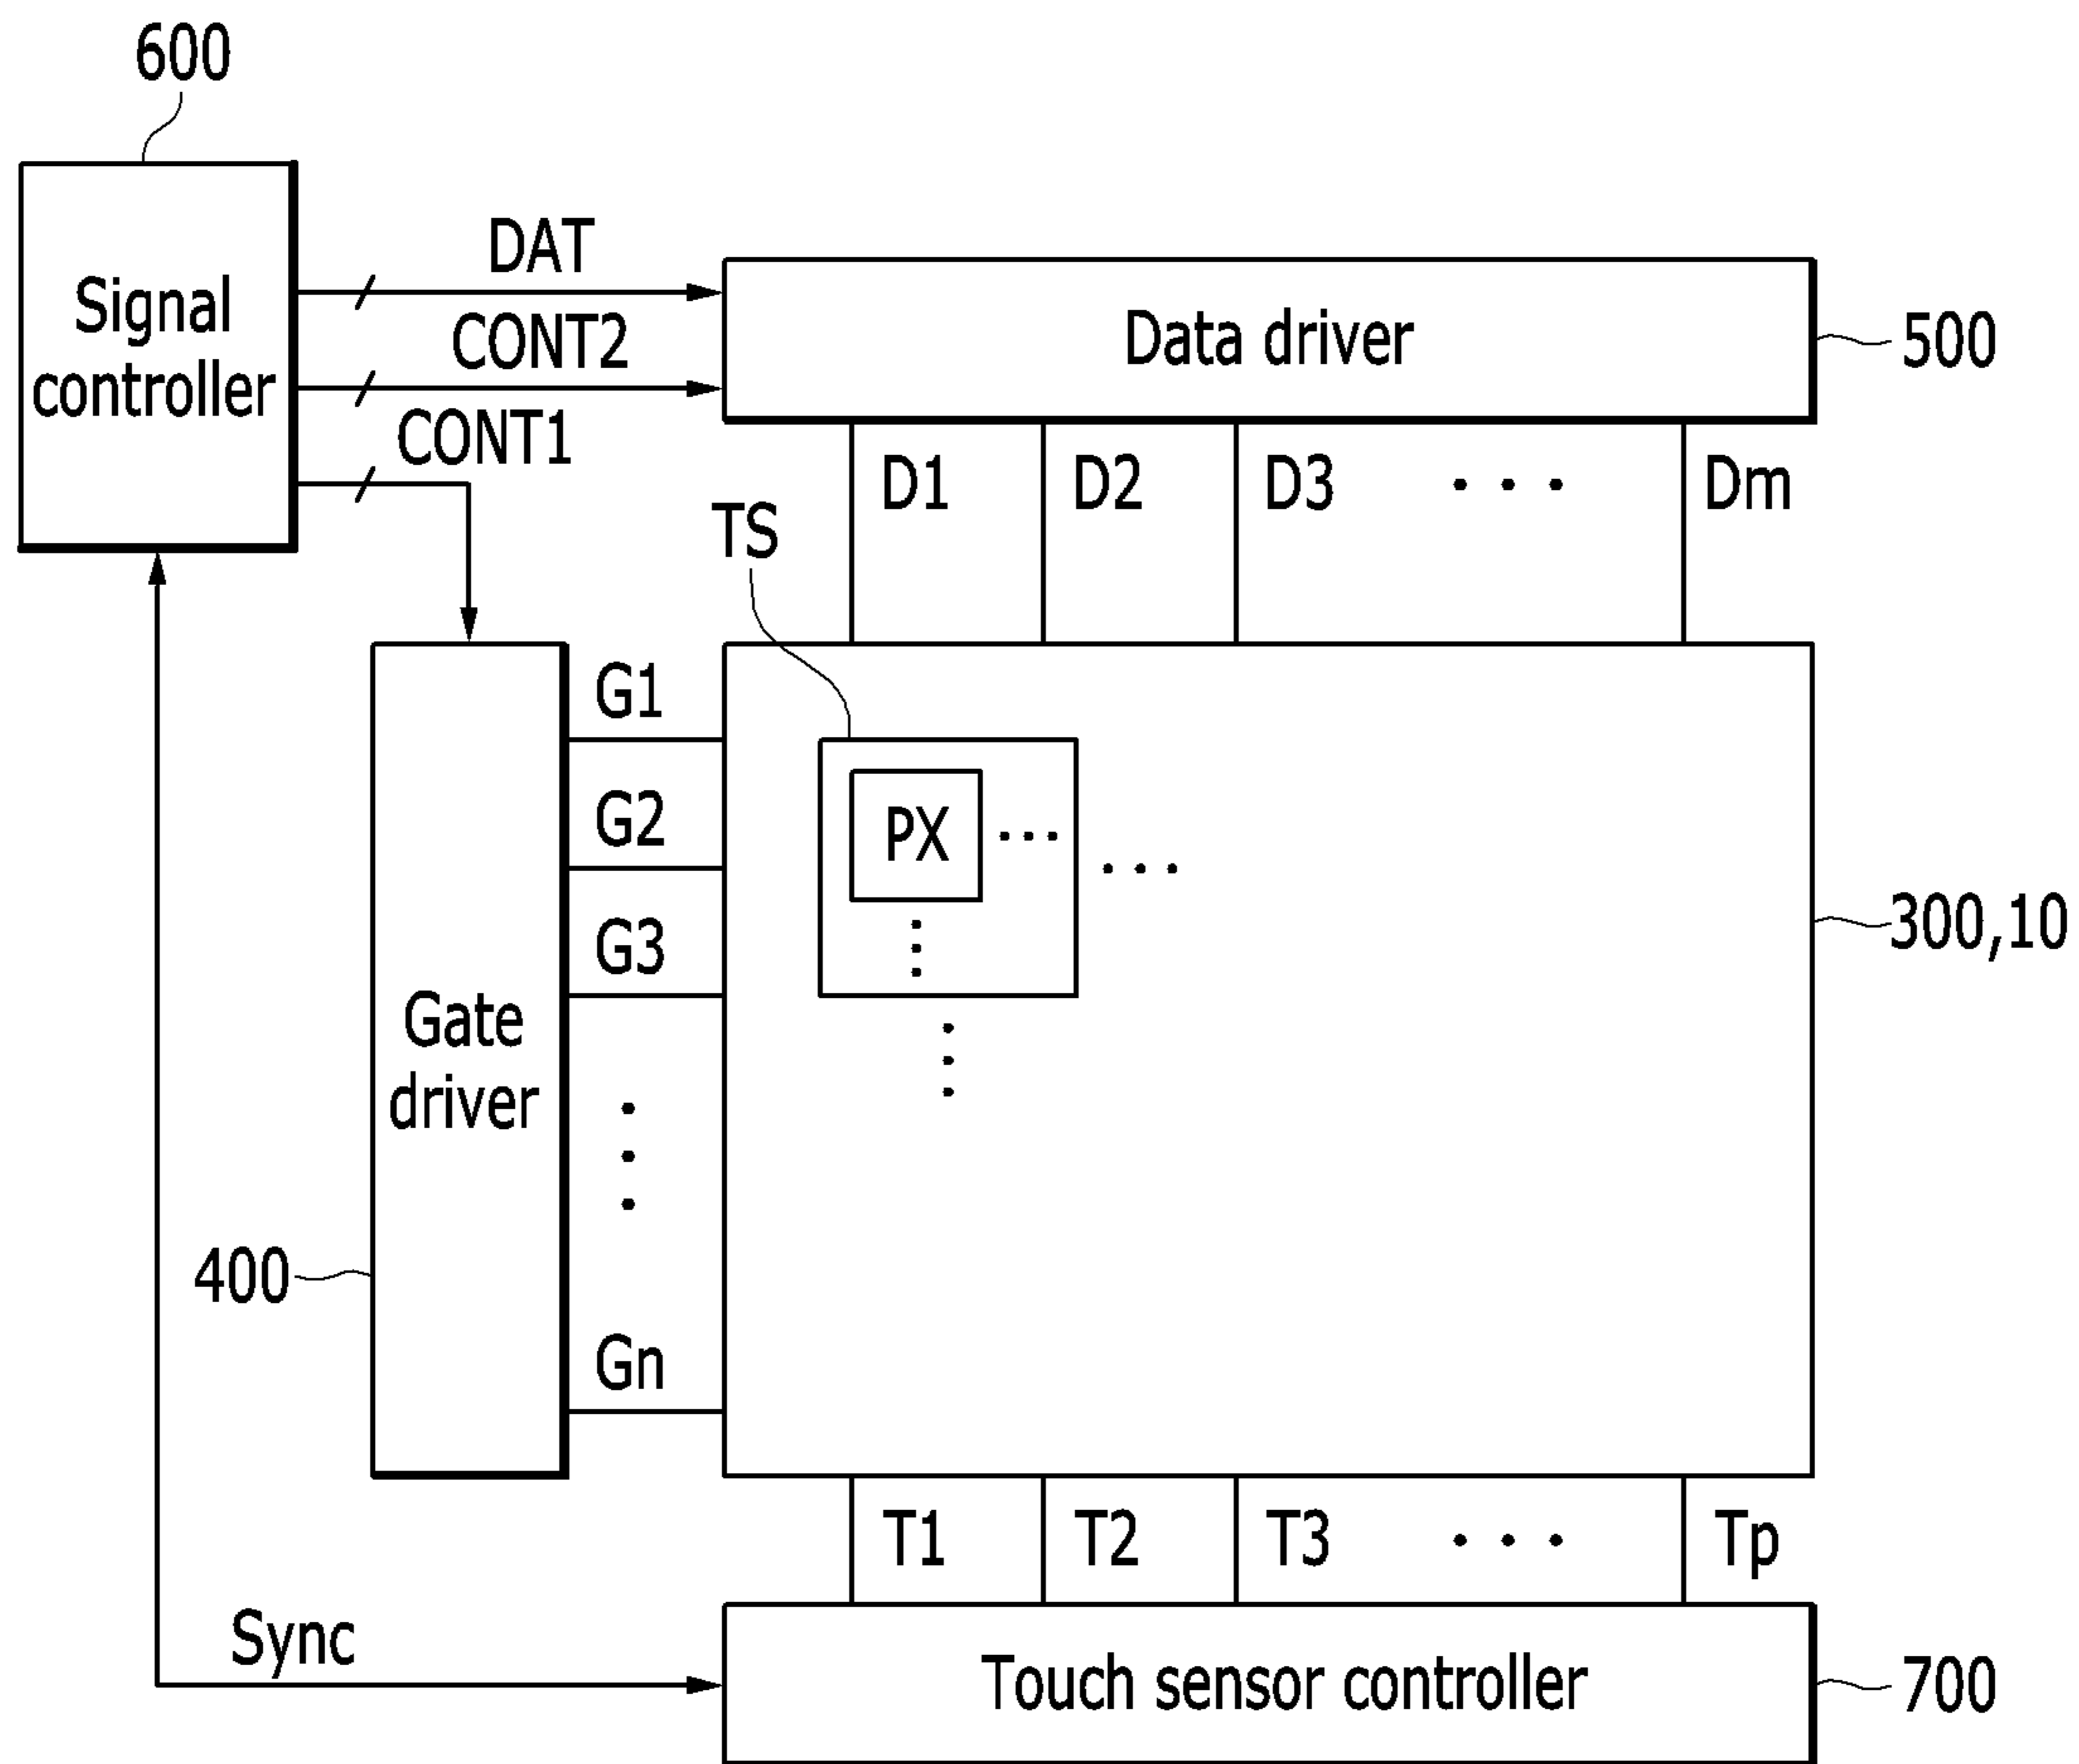 600
Signal
controller
DAT
CONT2
CONT1
Data driver
500
TS
D1 D2 D3 ... Dm
G1
G2
G3
Gn
PX
...
...
300,10
Gate
driver
400
T1 T2 T3 ... Tp
Sync
Touch sensor controller
700